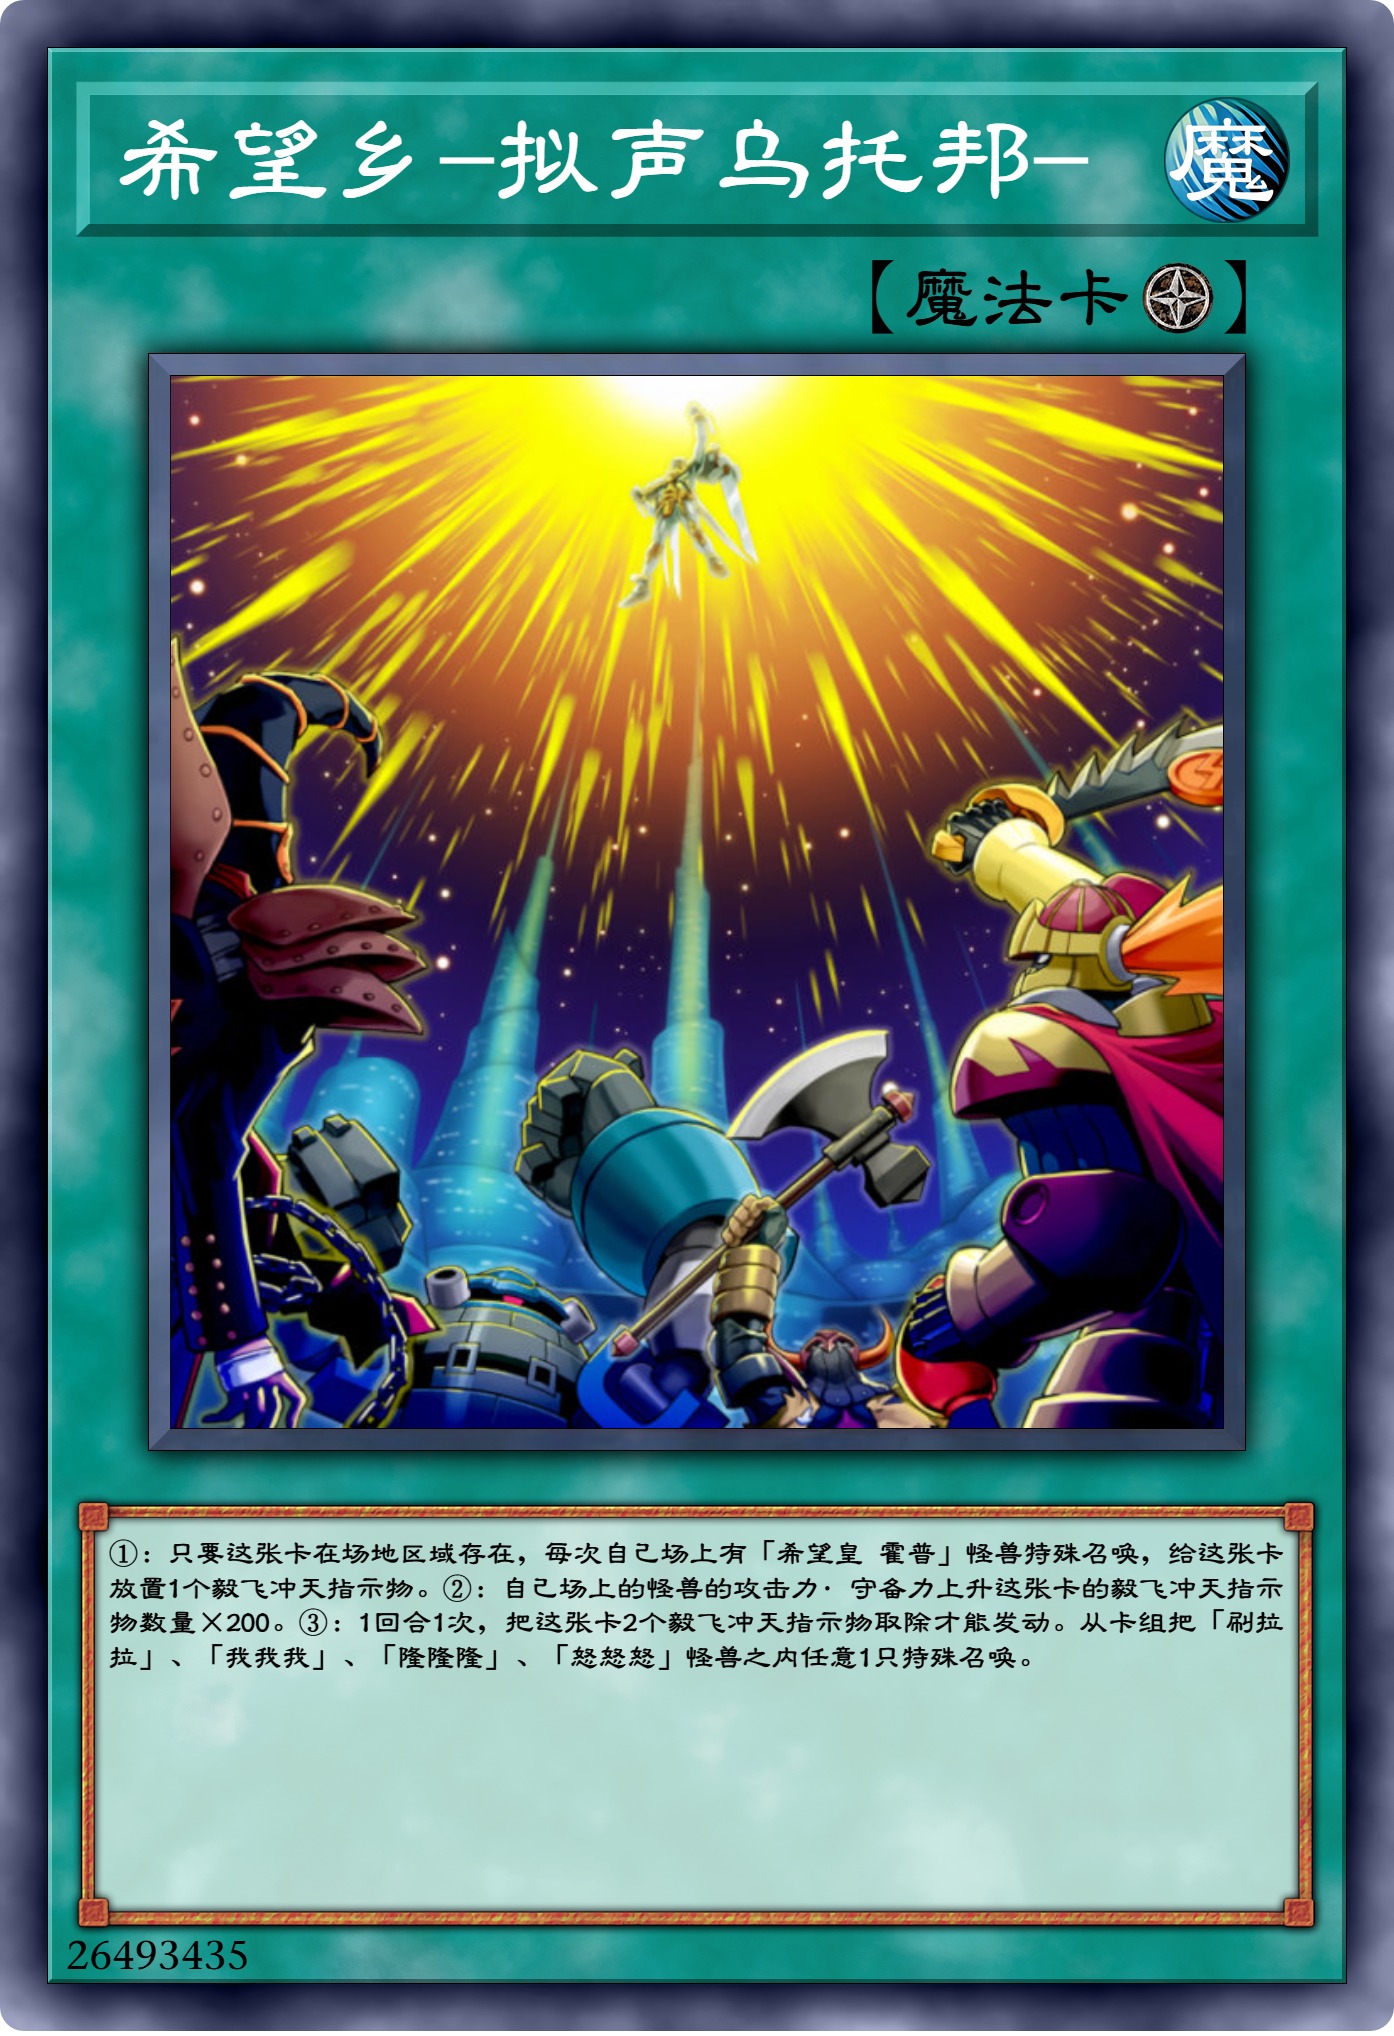 希望乡-拟声乌托邦-
魔
【魔法卡】
①：只要这张卡在场地区域存在，每次自己场上有「希望皇 霍普」怪兽特殊召唤，给这张卡
放置1个毅飞冲天指示物。②：自己场上的怪兽的攻击力·守备力上升这张卡的毅飞冲天指示
物数量×200。③：1回合1次，把这张卡2个毅飞冲天指示物取除才能发动。从卡组把「刷拉
拉」、「我我我」、「隆隆隆」、「怒怒怒」怪兽之内任意1只特殊召唤。
26493435